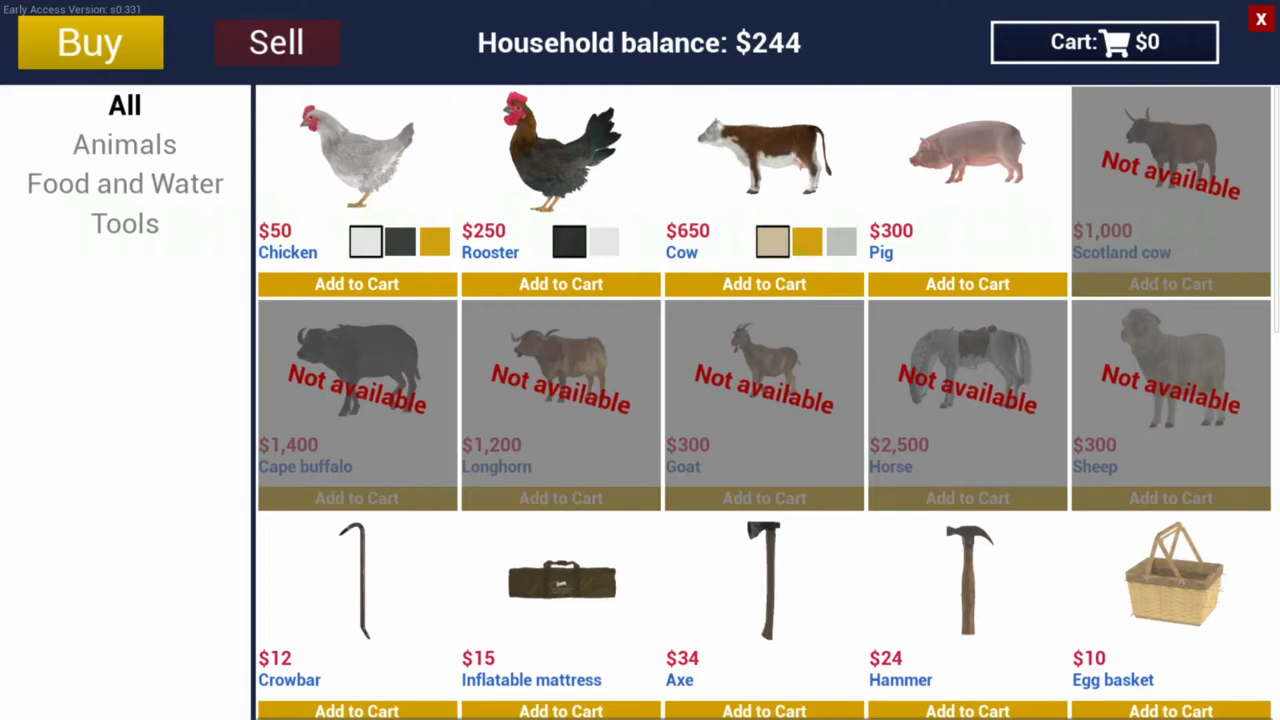 Early Access Version: s0.331
Buy
Sell
Household balance: $244
Cart: $0
X
All
Animals
Food and Water
Tools
$50
Chicken
Add to Cart
$250
Rooster
Add to Cart
$650
Cow
Add to Cart
$300
Pig
Add to Cart
Not available
$1,000
Scotland cow
Add to Cart
Not available
$1,400
Cape buffalo
Add to Cart
Not available
$1,200
Longhorn
Add to Cart
Not available
$300
Goat
Add to Cart
Not available
$2,500
Horse
Add to Cart
Not available
$300
Sheep
Add to Cart
$12
Crowbar
Add to Cart
$15
Inflatable mattress
Add to Cart
$34
Axe
Add to Cart
$24
Hammer
Add to Cart
$10
Egg basket
Add to Cart